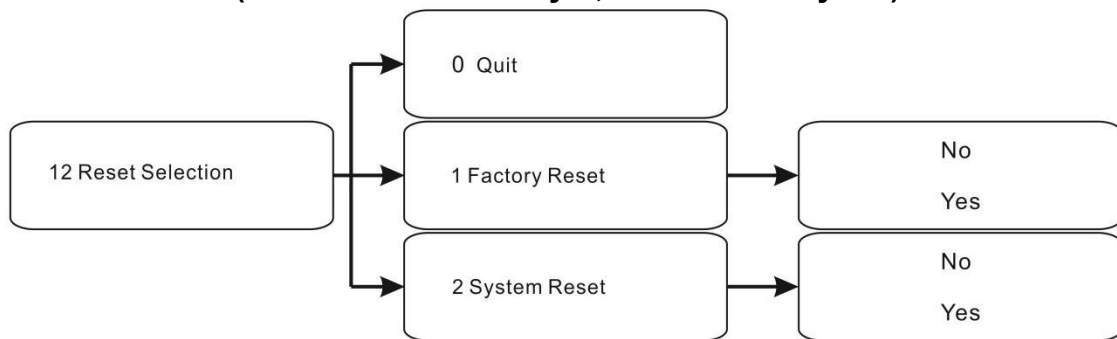 12 Reset Selection
0 Quit
1 Factory Reset
No
Yes
2 System Reset
No
Yes